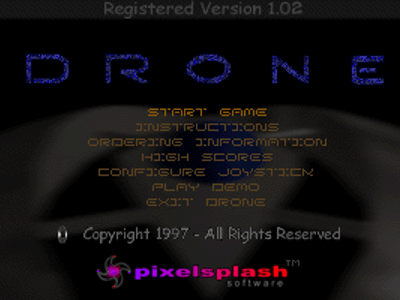 Registered Version 1.02
DRONE
START GAME
INSTRUCTIONS
ORDERING INFORMATION
HIGH SCORES
CONFIGURE JOYSTICK
PLAY DEMO
EXIT DRONE
Copyright 1997 - All Rights Reserved
pixelsplash™
software